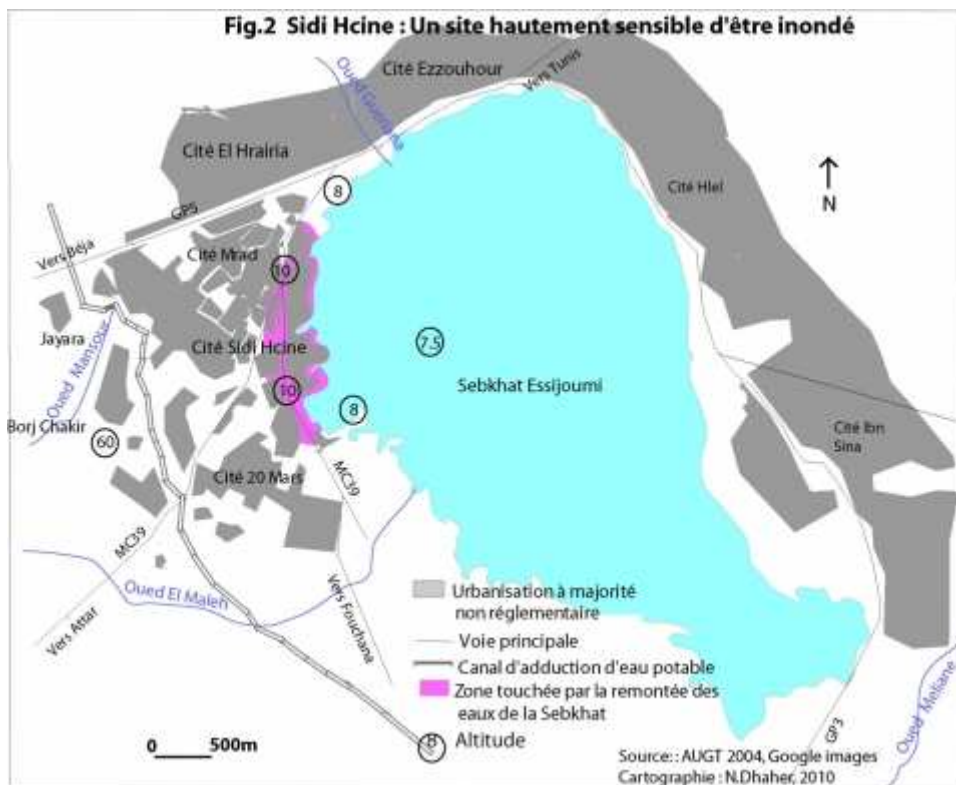 Fig.2 Sidi Hcine : Un site hautement sensible d'être inondé
Cité Ezzouhour
Vers Tunis
Oued Gueriana
Cité El Hrairia
Cité Hlel
N
8
GP5
Vers Béja
Cité Mrad
10
Jayara
Oued Mansour
Cité Sidi Hcine
7.5
Sebkhat Essijoumi
10
8
Borj Chakir
60
Cité Ibn
Sina
Cité 20 Mars
MC39
MC39
Oued El Maleh
Vers Attar
Vers Fouchana
Urbanisation à majorité
non réglementaire
Voie principale
Canal d'adduction d'eau potable
Zone touchée par la remontée des
eaux de la Sebkhat
8 Altitude
0 500m
GP3
Oued Meliane
Source: : AUGT 2004, Google images
Cartographie : N.Dhaher, 2010